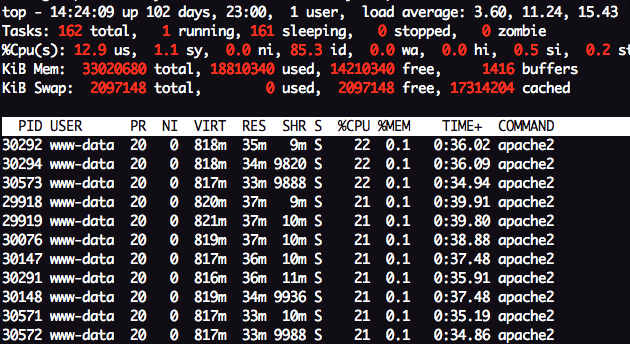 top - 14:24:09 up 102 days, 23:00,  1 user,  load average: 3.60, 11.24, 15.43
Tasks: 162 total,   1 running, 161 sleeping,   0 stopped,   0 zombie
%Cpu(s): 12.9 us,  1.1 sy,  0.0 ni, 85.3 id,  0.0 wa,  0.0 hi,  0.5 si,  0.2 s
KiB Mem:  33020680 total, 18810340 used, 14210340 free,     1416 buffers
KiB Swap:  2097148 total,        0 used,  2097148 free, 17314204 cached
PID USER      PR  NI  VIRT  RES  SHR S  %CPU %MEM    TIME+  COMMAND
30292 www-data  20   0  818m  35m   9m S    22  0.1   0:36.02 apache2
30294 www-data  20   0  818m  34m 9820 S    22  0.1   0:36.09 apache2
30573 www-data  20   0  817m  33m 9888 S    22  0.1   0:34.94 apache2
29918 www-data  20   0  820m  37m   9m S    21  0.1   0:39.91 apache2
29919 www-data  20   0  821m  37m  10m S    21  0.1   0:39.80 apache2
30076 www-data  20   0  819m  37m  10m S    21  0.1   0:38.88 apache2
30147 www-data  20   0  817m  36m  10m S    21  0.1   0:37.48 apache2
30291 www-data  20   0  816m  36m  11m S    21  0.1   0:35.91 apache2
30148 www-data  20   0  819m  34m 9936 S    21  0.1   0:37.48 apache2
30571 www-data  20   0  817m  33m  10m S    21  0.1   0:35.19 apache2
30572 www-data  20   0  817m  33m 9988 S    21  0.1   0:34.86 apache2